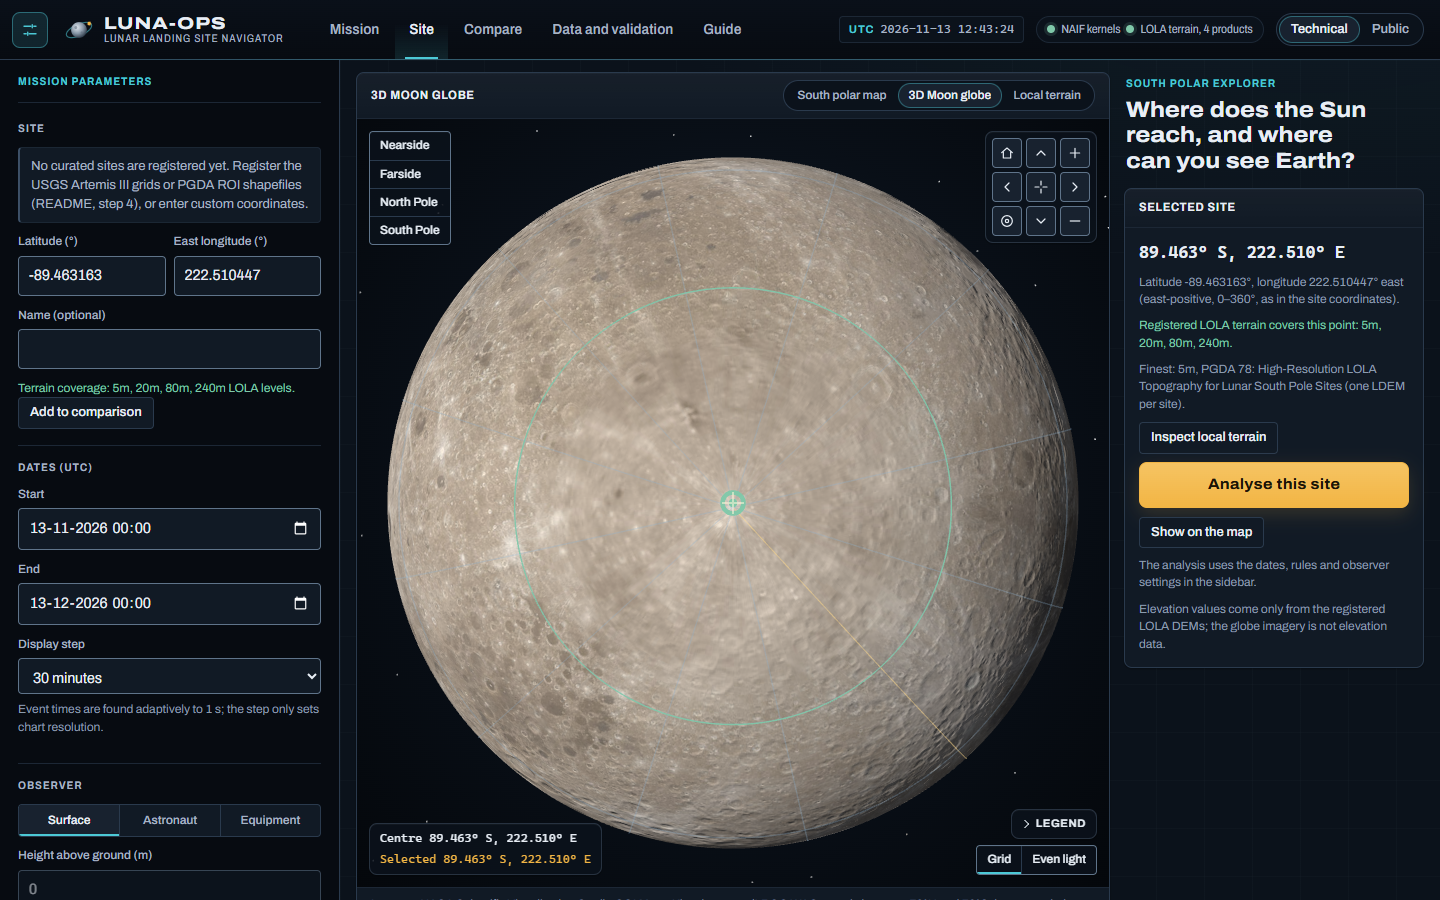 LUNA-OPS
LUNAR LANDING SITE NAVIGATOR
Mission
Site
Compare
Data and validation
Guide
UTC 2026-11-13 12:43:24
NAIF kernels
LOLA terrain, 4 products
Technical
Public
MISSION PARAMETERS
SITE
No curated sites are registered yet. Register the
USGS Artemis III grids or PGDA ROI shapefiles
(README, step 4), or enter custom coordinates.
Latitude (°)
East longitude (°)
-89.463163
222.510447
Name (optional)
Terrain coverage: 5m, 20m, 80m, 240m LOLA levels.
Add to comparison
DATES (UTC)
Start
13-11-2026 00:00
End
13-12-2026 00:00
Display step
30 minutes
Event times are found adaptively to 1 s; the step only sets
chart resolution.
OBSERVER
Surface
Astronaut
Equipment
Height above ground (m)
0
3D MOON GLOBE
South polar map
3D Moon globe
Local terrain
Nearside
Farside
North Pole
South Pole
Centre 89.463° S, 222.510° E
Selected 89.463° S, 222.510° E
LEGEND
Grid
Even light
SOUTH POLAR EXPLORER
Where does the Sun
reach, and where
can you see Earth?
SELECTED SITE
89.463° S, 222.510° E
Latitude -89.463163°, longitude 222.510447° east
(east-positive, 0–360°, as in the site coordinates).
Registered LOLA terrain covers this point: 5m,
20m, 80m, 240m.
Finest: 5m, PGDA 78: High-Resolution LOLA
Topography for Lunar South Pole Sites (one LDEM
per site).
Inspect local terrain
Analyse this site
Show on the map
The analysis uses the dates, rules and observer
settings in the sidebar.
Elevation values come only from the registered
LOLA DEMs; the globe imagery is not elevation
data.